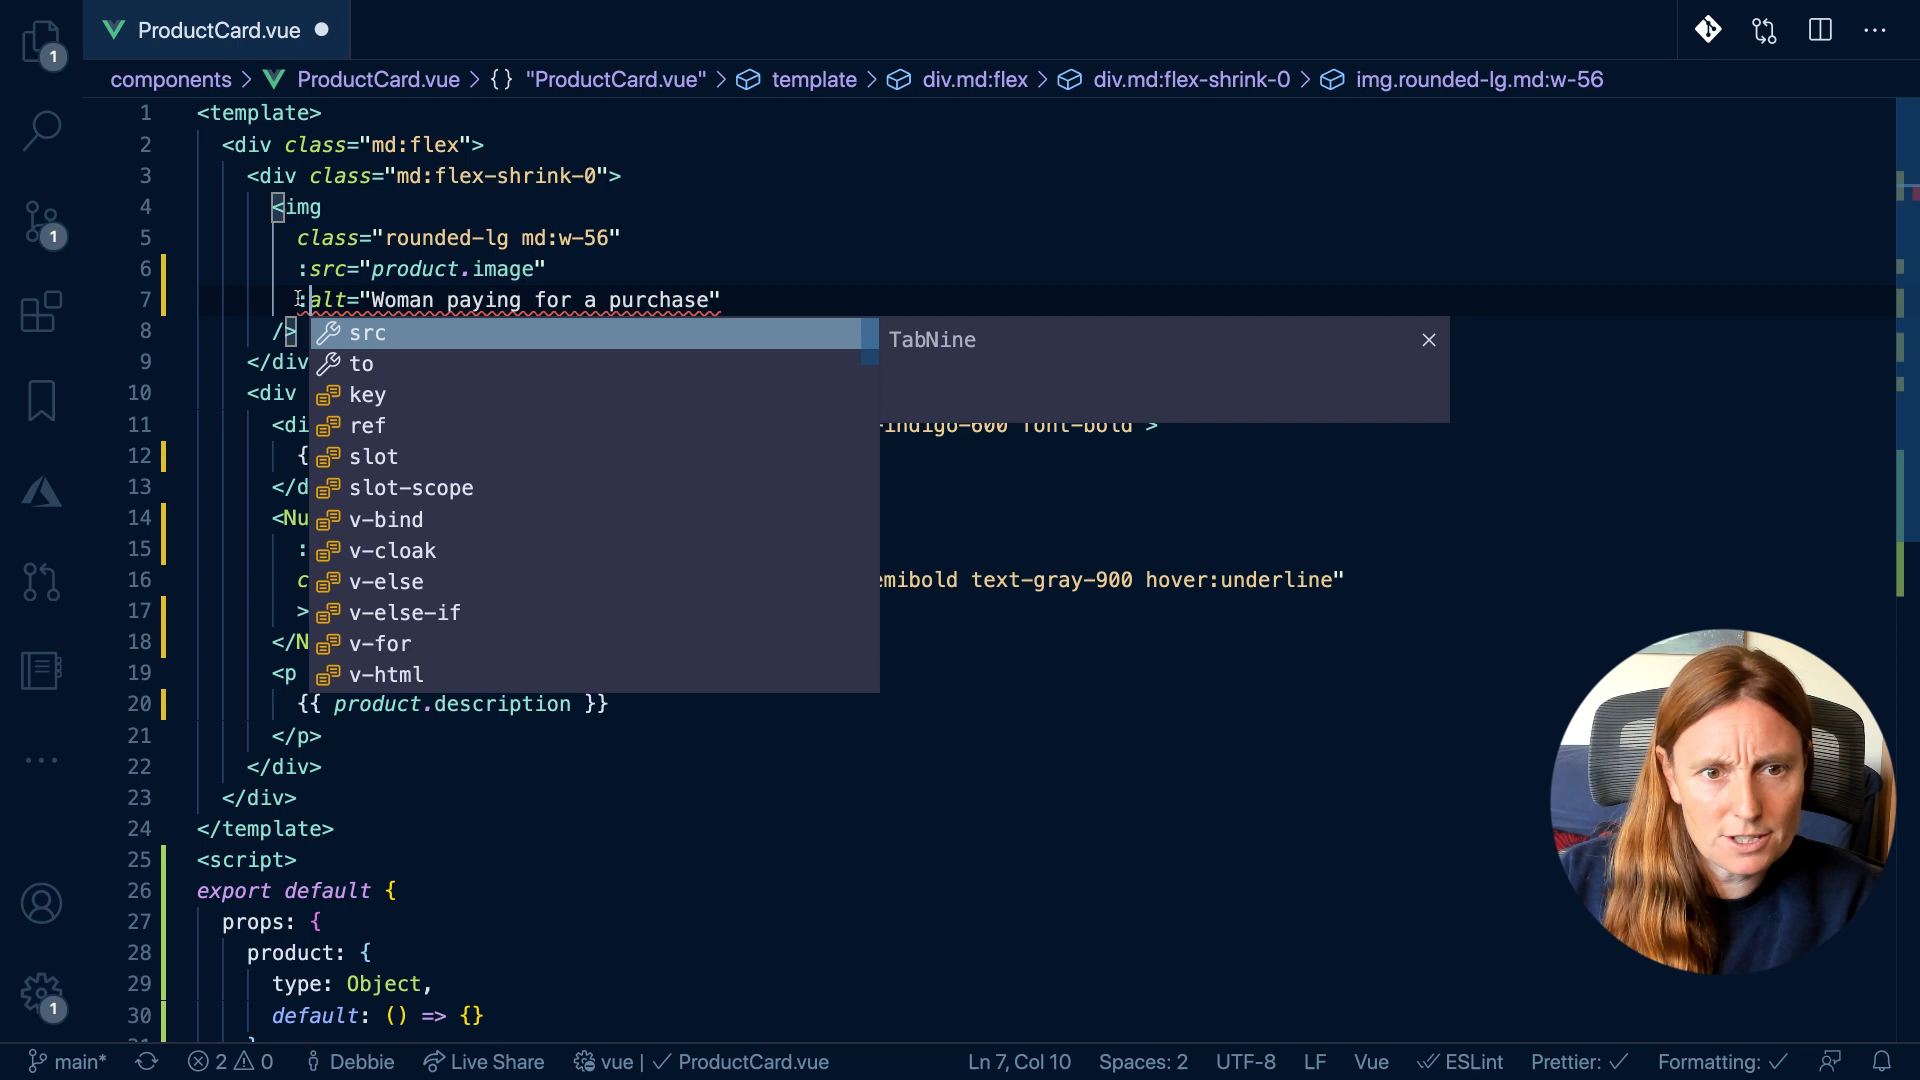 ProductCard.vue
components > ProductCard.vue > {} "ProductCard.vue" > template > div.md:flex > div.md:flex-shrink-0 > img.rounded-lg.md:w-56
1 <template>
2 <div class="md:flex">
3 <div class="md:flex-shrink-0">
4 <img
5 class="rounded-lg md:w-56"
6 :src="product.image"
7 :alt="Woman paying for a purchase"
8 />
9 </div
10 <div
11 <di -indigo-600 font-bold">
12 {
13 </d
14 <Nu
15 :
16 c emibold text-gray-900 hover:underline"
17 >
18 </N
19 <p
20 {{ product.description }}
21 </p>
22 </div>
23 </div>
24 </template>
25 <script>
26 export default {
27 props: {
28 product: {
29 type: Object,
30 default: () => {}
src
to
key
ref
slot
slot-scope
v-bind
v-cloak
v-else
v-else-if
v-for
v-html
TabNine
1
1
1
main* 2 0 Debbie Live Share vue | ✓ ProductCard.vue Ln 7, Col 10 Spaces: 2 UTF-8 LF Vue ESLint Prettier: ✓ Formatting: ✓